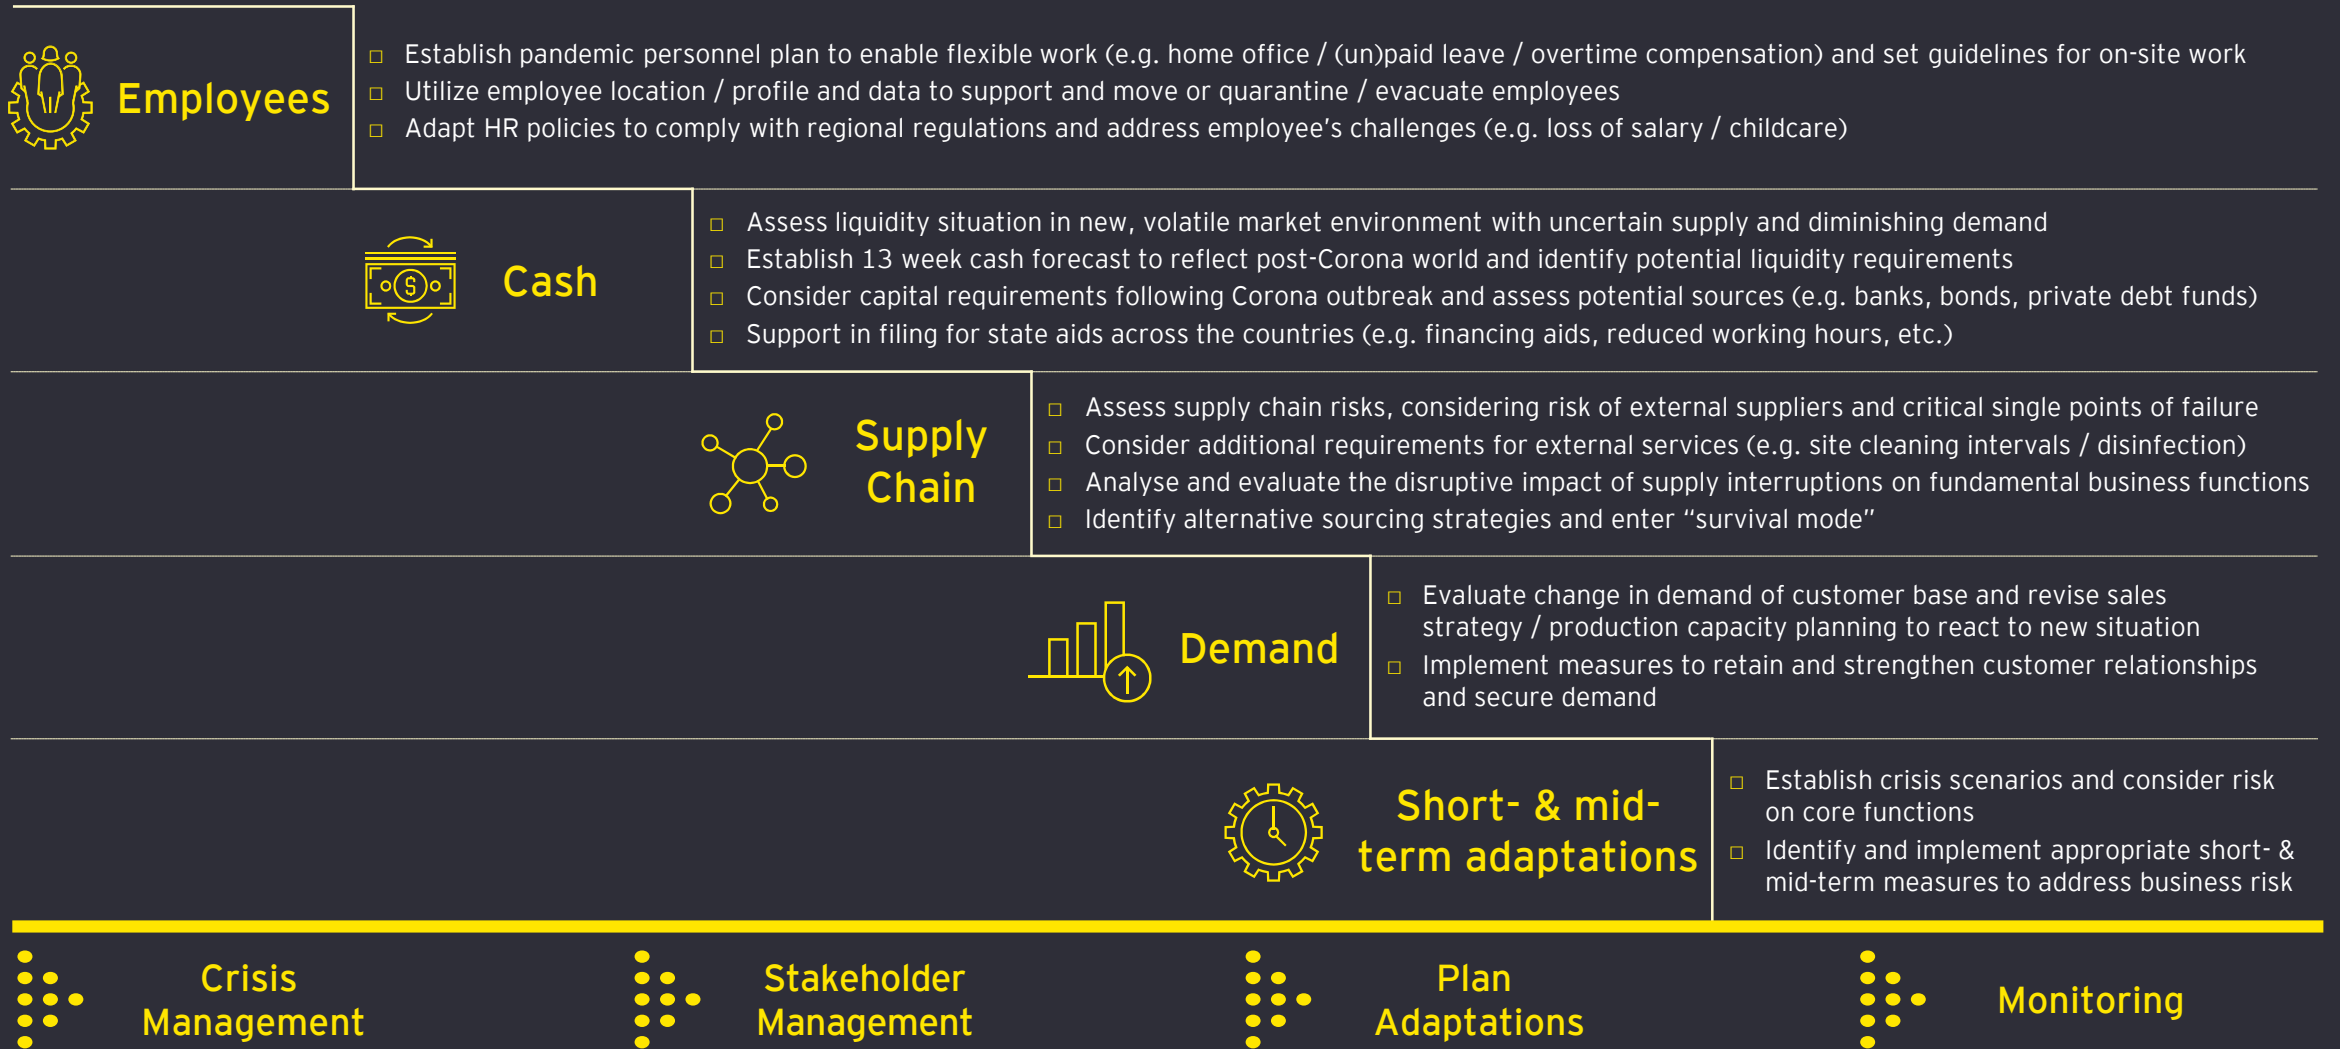 Employees
□ Establish pandemic personnel plan to enable flexible work (e.g. home office / (un)paid leave / overtime compensation) and set guidelines for on-site work
□ Utilize employee location / profile and data to support and move or quarantine / evacuate employees
□ Adapt HR policies to comply with regional regulations and address employee's challenges (e.g. loss of salary / childcare)
Cash
□ Assess liquidity situation in new, volatile market environment with uncertain supply and diminishing demand
□ Establish 13 week cash forecast to reflect post-Corona world and identify potential liquidity requirements
□ Consider capital requirements following Corona outbreak and assess potential sources (e.g. banks, bonds, private debt funds)
□ Support in filing for state aids across the countries (e.g. financing aids, reduced working hours, etc.)
Supply
Chain
□ Assess supply chain risks, considering risk of external suppliers and critical single points of failure
□ Consider additional requirements for external services (e.g. site cleaning intervals / disinfection)
□ Analyse and evaluate the disruptive impact of supply interruptions on fundamental business functions
□ Identify alternative sourcing strategies and enter “survival mode”
Demand
□ Evaluate change in demand of customer base and revise sales
strategy / production capacity planning to react to new situation
□ Implement measures to retain and strengthen customer relationships
and secure demand
Short- & mid-
term adaptations
□ Establish crisis scenarios and consider risk
on core functions
□ Identify and implement appropriate short- &
mid-term measures to address business risk
Crisis
Management
Stakeholder
Management
Plan
Adaptations
Monitoring